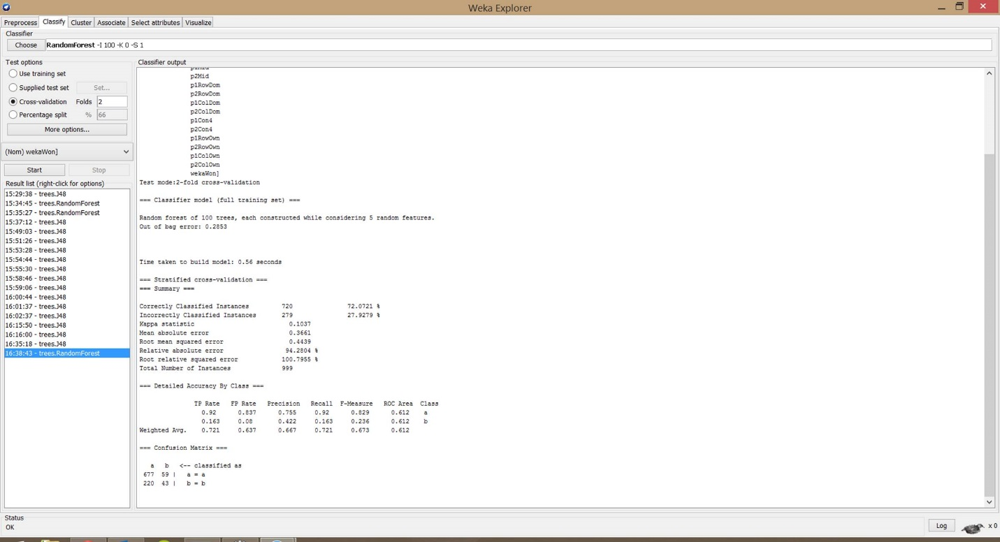 Weka Explorer
Preprocess Classify Cluster Associate Select attributes Visualize
Classifier
Choose RandomForest -I 100 -K 0 -S 1
Test options
Use training set
Supplied test set Set...
Cross-validation Folds 2
Percentage split % 66
More options...
(Nom) wekaWon]
Start Stop
Result list (right-click for options)
15:29:38 - trees.J48
15:34:45 - trees.RandomForest
15:35:27 - trees.RandomForest
15:37:12 - trees.J48
15:49:03 - trees.J48
15:51:26 - trees.J48
15:53:28 - trees.J48
15:54:44 - trees.J48
15:55:30 - trees.J48
15:58:46 - trees.J48
15:59:06 - trees.J48
16:00:44 - trees.J48
16:01:37 - trees.J48
16:02:37 - trees.J48
16:15:50 - trees.J48
16:16:00 - trees.J48
16:35:18 - trees.J48
16:38:43 - trees.RandomForest
Classifier output
p2Mid
p1RowDom
p2RowDom
p1ColDom
p2ColDom
p1Con4
p2Con4
p1RowOwn
p2RowOwn
p1ColOwn
p2ColOwn
wekaWon]
Test mode:2-fold cross-validation
=== Classifier model (full training set) ===
Random forest of 100 trees, each constructed while considering 5 random features.
Out of bag error: 0.2853
Time taken to build model: 0.56 seconds
=== Stratified cross-validation ===
=== Summary ===
Correctly Classified Instances 720 72.0721 %
Incorrectly Classified Instances 279 27.9279 %
Kappa statistic 0.1037
Mean absolute error 0.3661
Root mean squared error 0.4439
Relative absolute error 94.2804 %
Root relative squared error 100.7955 %
Total Number of Instances 999
=== Detailed Accuracy By Class ===
TP Rate FP Rate Precision Recall F-Measure ROC Area Class
0.92 0.837 0.755 0.92 0.829 0.612 a
0.163 0.08 0.422 0.163 0.236 0.612 b
Weighted Avg. 0.721 0.637 0.667 0.721 0.673 0.612
=== Confusion Matrix ===
a b <-- classified as
677 59 | a = a
220 43 | b = b
Status
OK
Log
x 0